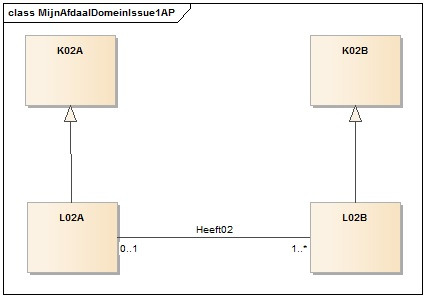 class MijnAfdaalDomeinIssue1AP
K02A
K02B
L02A
L02B
Heeft02
0..1
1..*